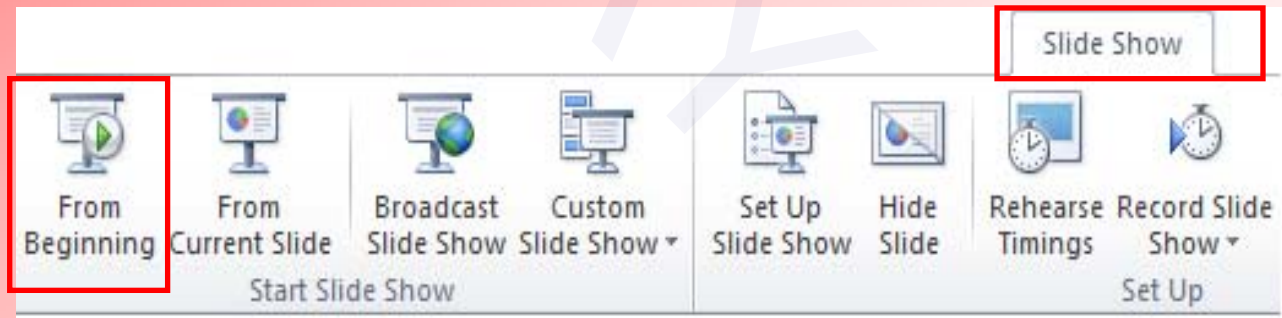 Slide Show
From Beginning
From Current Slide
Broadcast Slide Show
Custom Slide Show
Set Up Slide Show
Hide Slide
Rehearse Timings
Record Slide Show
Start Slide Show
Set Up